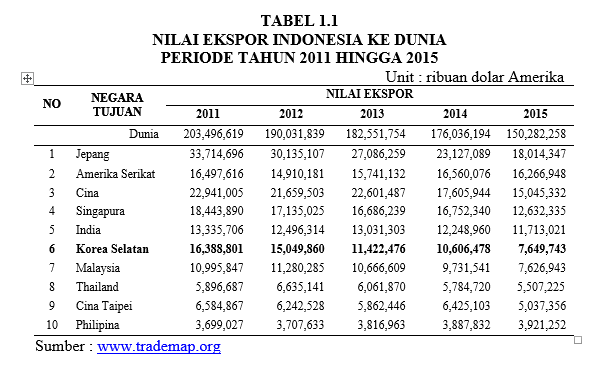 TABEL 1.1
NILAI EKSPOR INDONESIA KE DUNIA
PERIODE TAHUN 2011 HINGGA 2015
Unit : ribuan dolar Amerika
NO NEGARA TUJUAN NILAI EKSPOR
2011 2012 2013 2014 2015
Dunia 203,496,619 190,031,839 182,551,754 176,036,194 150,282,258
1 Jepang 33,714,696 30,135,107 27,086,259 23,127,089 18,014,347
2 Amerika Serikat 16,497,616 14,910,181 15,741,132 16,560,076 16,266,948
3 Cina 22,941,005 21,659,503 22,601,487 17,605,944 15,045,332
4 Singapura 18,443,890 17,135,025 16,686,239 16,752,340 12,632,335
5 India 13,335,706 12,496,314 13,031,303 12,248,960 11,713,021
6 Korea Selatan 16,388,801 15,049,860 11,422,476 10,606,478 7,649,743
7 Malaysia 10,995,847 11,280,285 10,666,609 9,731,541 7,626,943
8 Thailand 5,896,687 6,635,141 6,061,870 5,784,720 5,507,225
9 Cina Taipei 6,584,867 6,242,528 5,862,446 6,425,103 5,037,356
10 Philipina 3,699,027 3,707,633 3,816,963 3,887,832 3,921,252
Sumber : www.trademap.org